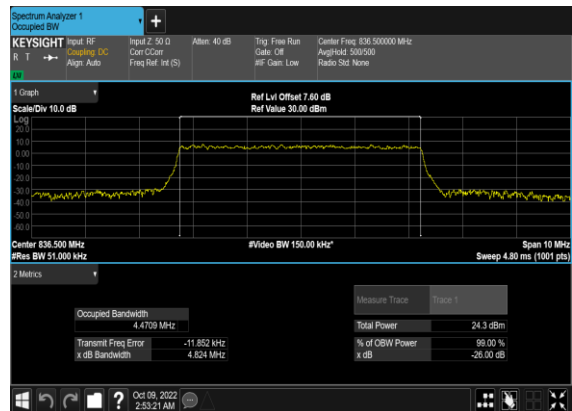 Spectrum Analyzer 1
Occupied BW
KEYSIGHT Input: RF Input Z: 50 Ω Atten: 40 dB Trig: Free Run Center Freq: 836.500000 MHz
R T Coupling: DC Corr CCorr Gate: Off Avg|Hold: 500/500
Align: Auto Freq Ref: Int (S) #IF Gain: Low Radio Std: None
1 Graph
Ref Lvl Offset 7.60 dB
Scale/Div 10.0 dB Ref Value 30.00 dBm
Log
20.0
10.0
0.00
-10.0
-20.0
-30.0
-40.0
-50.0
-60.0
Center 836.500 MHz #Video BW 150.00 kHz* Span 10 MHz
#Res BW 51.000 kHz Sweep 4.80 ms (1001 pts)
2 Metrics
Measure Trace Trace 1
Occupied Bandwidth
4.4709 MHz Total Power 24.3 dBm
Transmit Freq Error -11.852 kHz % of OBW Power 99.00 %
x dB Bandwidth 4.824 MHz x dB -26.00 dB
Oct 09, 2022
2:53:21 AM